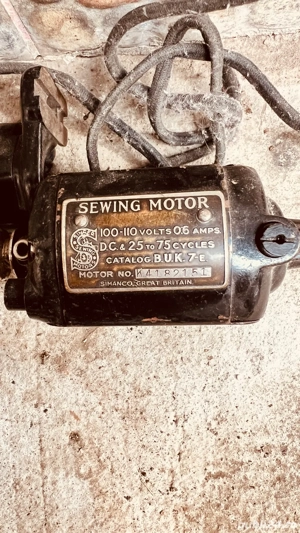 SEWING MOTOR
100-110 VOLTS 0.6 AMPS.
D.C. & 25 TO 75 CYCLES
CATALOG B.U.K. 7-E.
MOTOR NO.
SIMANCO, GREAT BRITAIN.